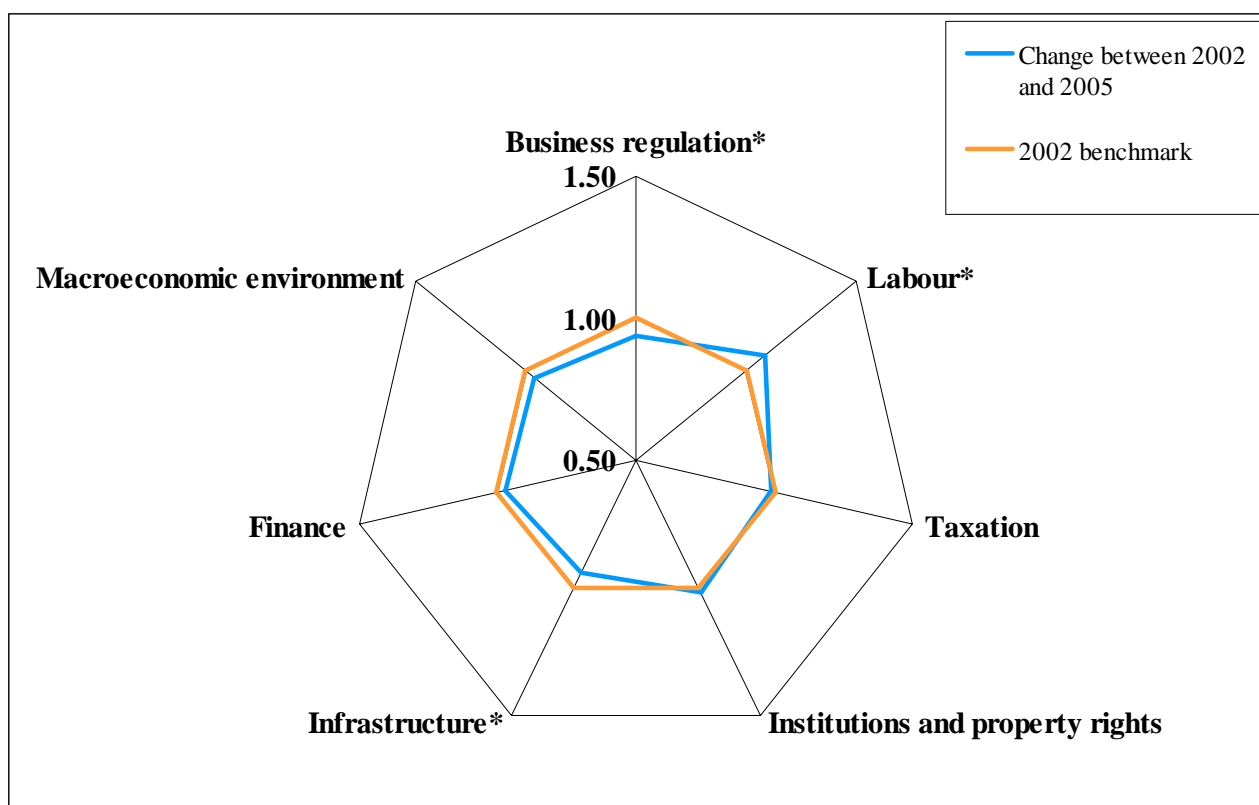 Change between 2002
and 2005
2002 benchmark
Business regulation*
1.50
Macroeconomic environment
Labour*
1.00
0.50
Finance
Taxation
Infrastructure*
Institutions and property rights